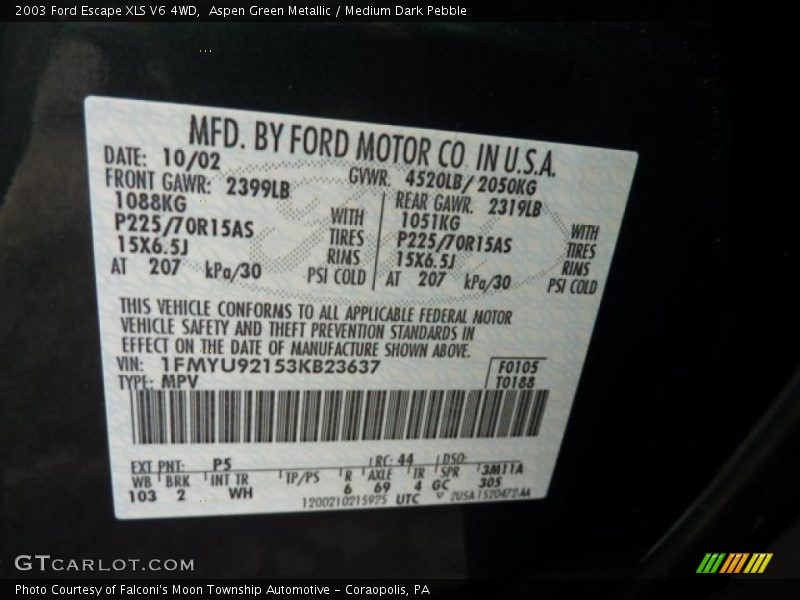 2003 Ford Escape XLS V6 4WD, Aspen Green Metallic / Medium Dark Pebble
MFD. BY FORD MOTOR CO. IN U.S.A.
DATE: 10/02 GVWR: 4520LB/ 2050KG
FRONT GAWR: 2399LB REAR GAWR: 2319LB
1088KG WITH 1051KG WITH
P225/70R15AS TIRES P225/70R15AS TIRES
15X6.5J RIMS 15X6.5J RIMS
AT 207 kPa/30 PSI COLD AT 207 kPa/30 PSI COLD
THIS VEHICLE CONFORMS TO ALL APPLICABLE FEDERAL MOTOR
VEHICLE SAFETY AND THEFT PREVENTION STANDARDS IN
EFFECT ON THE DATE OF MANUFACTURE SHOWN ABOVE.
VIN: 1FMYU92153KB23637 F0105
TYPE: MPV T0188
EXT PNT: P5 RC: 44 DSO:
WB BRK INT TR TP/PS R AXLE TR SPR 3M11A
103 2 WH 6 69 4 GC 305
1200210215925 UTC 2USA-1520472-AA
GTCARLOT.COM
Photo Courtesy of Falconi's Moon Township Automotive - Coraopolis, PA